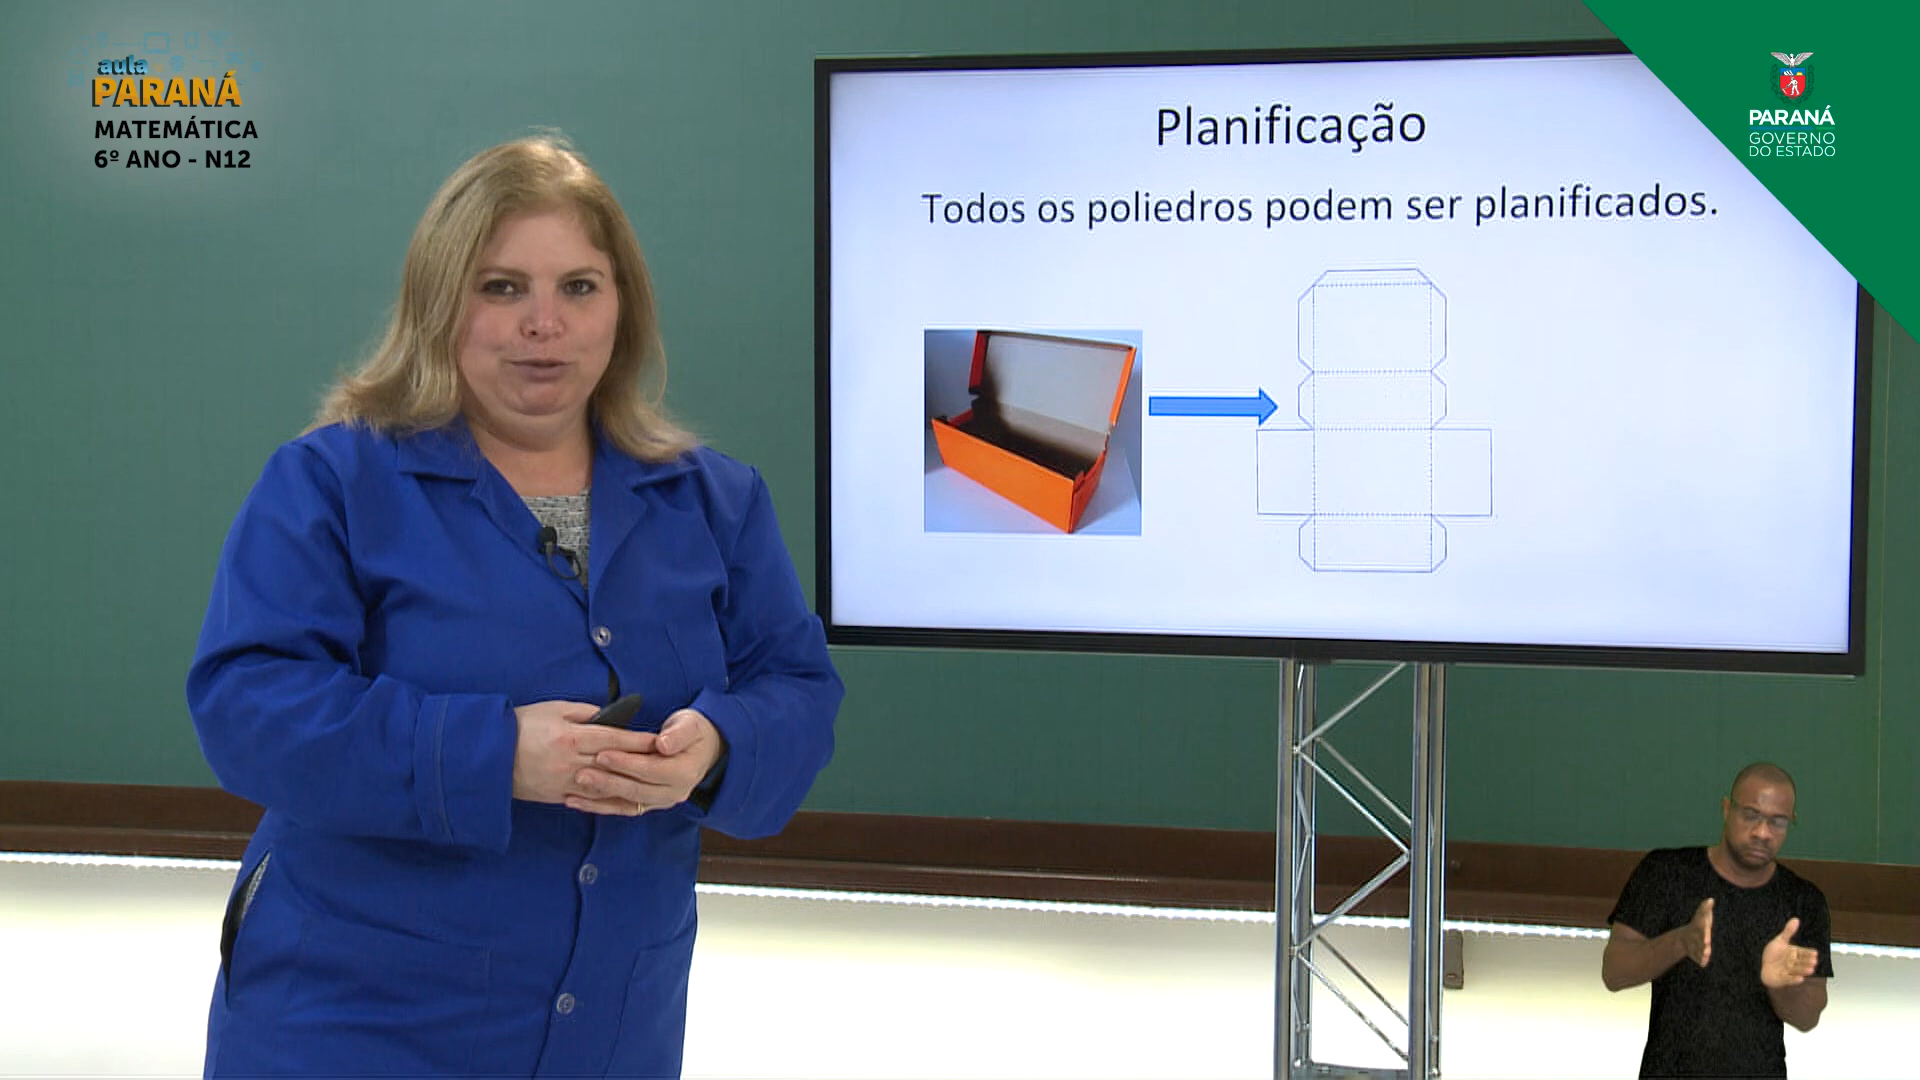 aula
PARANÁ
MATEMÁTICA
6º ANO - N12
Planificação
Todos os poliedros podem ser planificados.
PARANÁ
GOVERNO
DO ESTADO